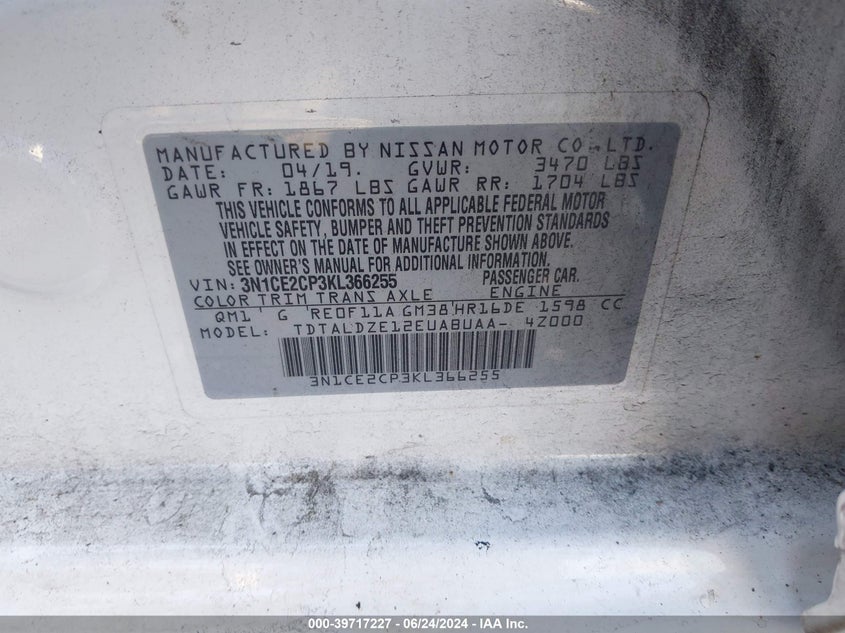 MANUFACTURED BY NISSAN MOTOR CO., LTD.
DATE: 04/19. GVWR: 3470 LBS
GAWR FR: 1867 LBS GAWR RR: 1704 LBS
THIS VEHICLE CONFORMS TO ALL APPLICABLE FEDERAL MOTOR
VEHICLE SAFETY, BUMPER AND THEFT PREVENTION STANDARDS
IN EFFECT ON THE DATE OF MANUFACTURE SHOWN ABOVE.
SEE OWNER'S MANUAL FOR ADDITIONAL INFORMATION.
VIN: 3N1CE2CP3KL366255 PASSENGER CAR.
COLOR TRIM TRANS AXLE ENGINE
QM1 G RE0F11A GM38 HR16DE 1598 CC
MODEL: TDTALDZE12EUABUAA- 4Z000
3N1CE2CP3KL366255
000-39717227 - 06/24/2024 - IAA Inc.